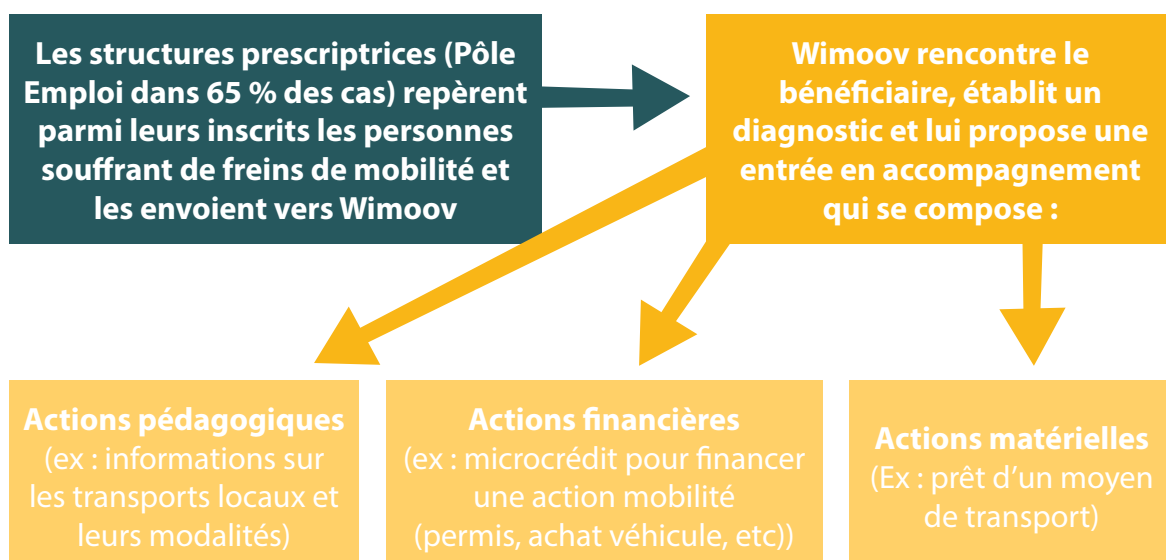 Les structures prescriptrices (Pôle
Emploi dans 65 % des cas) repèrent
parmi leurs inscrits les personnes
souffrant de freins de mobilité et
les envoient vers Wimoov
Wimoov rencontre le
bénéficiaire, établit un
diagnostic et lui propose une
entrée en accompagnement
qui se compose :
Actions pédagogiques
(ex : informations sur
les transports locaux et
leurs modalités)
Actions financières
(ex : microcrédit pour financer
une action mobilité
(permis, achat véhicule, etc))
Actions matérielles
(Ex : prêt d’un moyen
de transport)